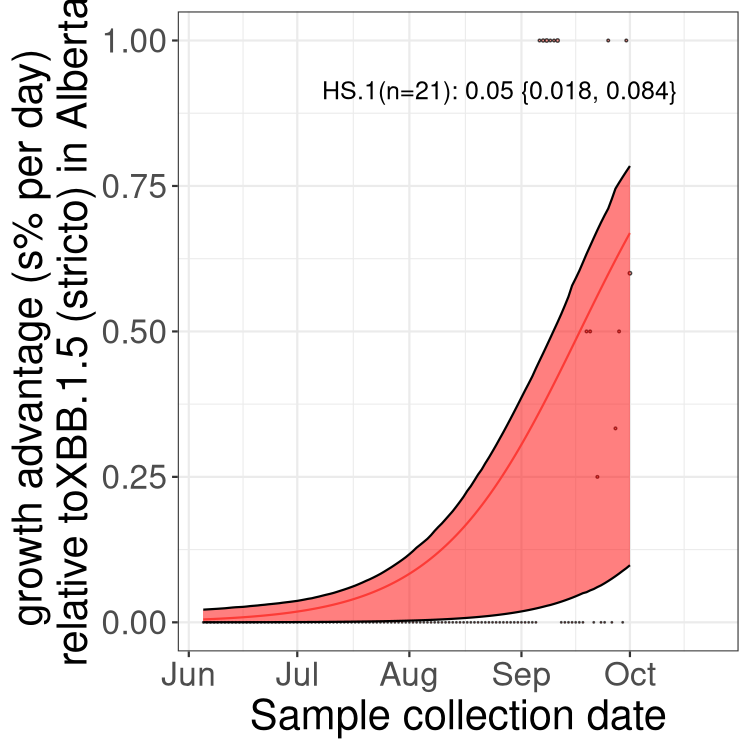 growth advantage (s% per day)
relative toXBB.1.5 (stricto) in Alberta
1.00
HS.1(n=21): 0.05 {0.018, 0.084}
0.75
0.50
0.25
0.00
Jun Jul Aug Sep Oct
Sample collection date